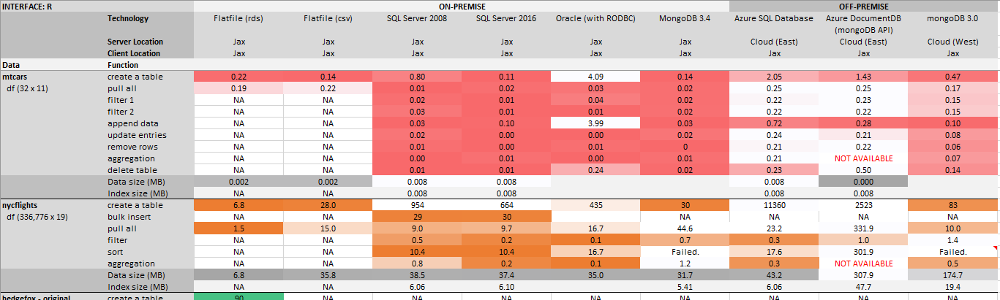 INTERFACE: R ON-PREMISE OFF-PREMISE
Technology Flatfile (rds) Flatfile (csv) SQL Server 2008 SQL Server 2016 Oracle (with RODBC) MongoDB 3.4 Azure SQL Database Azure DocumentDB mongoDB 3.0
(mongoDB API)
Server Location Jax Jax Jax Jax Jax Jax Cloud (East) Cloud (East) Cloud (West)
Client Location Jax Jax Jax Jax Jax Jax Jax Jax Jax
Data Function
mtcars create a table 0.22 0.14 0.80 0.11 4.09 0.14 2.05 1.43 0.47
df (32 x 11) pull all 0.19 0.22 0.01 0.02 0.03 0.02 0.25 0.25 0.17
filter 1 NA NA 0.02 0.01 0.04 0.02 0.22 0.23 0.15
filter 2 NA NA 0.03 0.01 0.01 0.02 0.22 0.22 0.15
append data NA NA 0.03 0.10 3.99 0.03 0.72 0.28 0.10
update entries NA NA 0.02 0.00 0.00 0.02 0.24 0.21 0.08
remove rows NA NA 0.01 0.00 0.01 0 0.21 0.22 0.06
aggregation NA NA 0.00 0.01 0.00 0.01 0.21 NOT AVAILABLE 0.07
delete table NA NA 0.01 0.01 0.24 0.02 0.23 0.50 0.14
Data size (MB) 0.002 0.002 0.008 0.008 0.008 0.000
Index size (MB) NA NA 0.008 0.008 0.008 0.008
nycflights create a table 6.8 28.0 954 664 435 30 11360 2523 83
df (336,776 x 19) bulk insert NA NA 29 30 NA NA NA NA
pull all 1.5 15.0 9.0 9.7 16.7 44.6 23.2 331.9 10.0
filter NA NA 0.5 0.2 0.1 0.7 0.3 1.0 1.4
sort NA NA 10.4 10.4 16.7 Failed. 17.6 301.9 Failed.
aggregation NA NA 0.8 0.2 0.1 1.2 0.3 NOT AVAILABLE 0.5
Data size (MB) 6.8 35.8 38.5 37.4 35.0 31.7 43.2 307.9 174.7
Index size (MB) NA NA 6.06 6.10 5.41 6.06 47.7 19.4
hedgefox - original create a table 90 NA NA NA NA NA NA NA NA